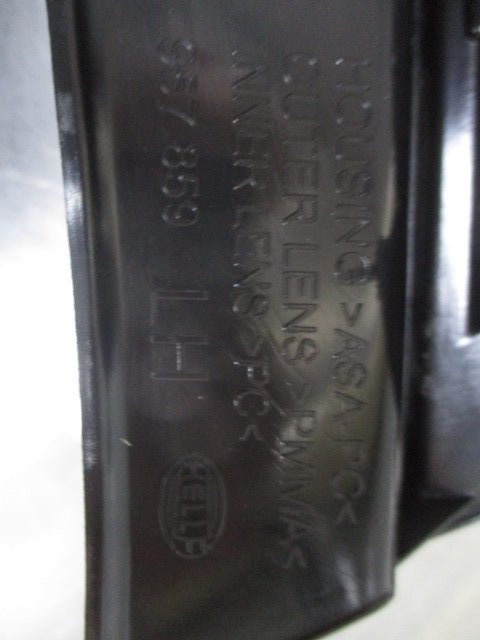 HOUSING >ASA,PC<
OUTER LENS >PMMA<
INNER LENS >PC<
957.859 LH
HELLA